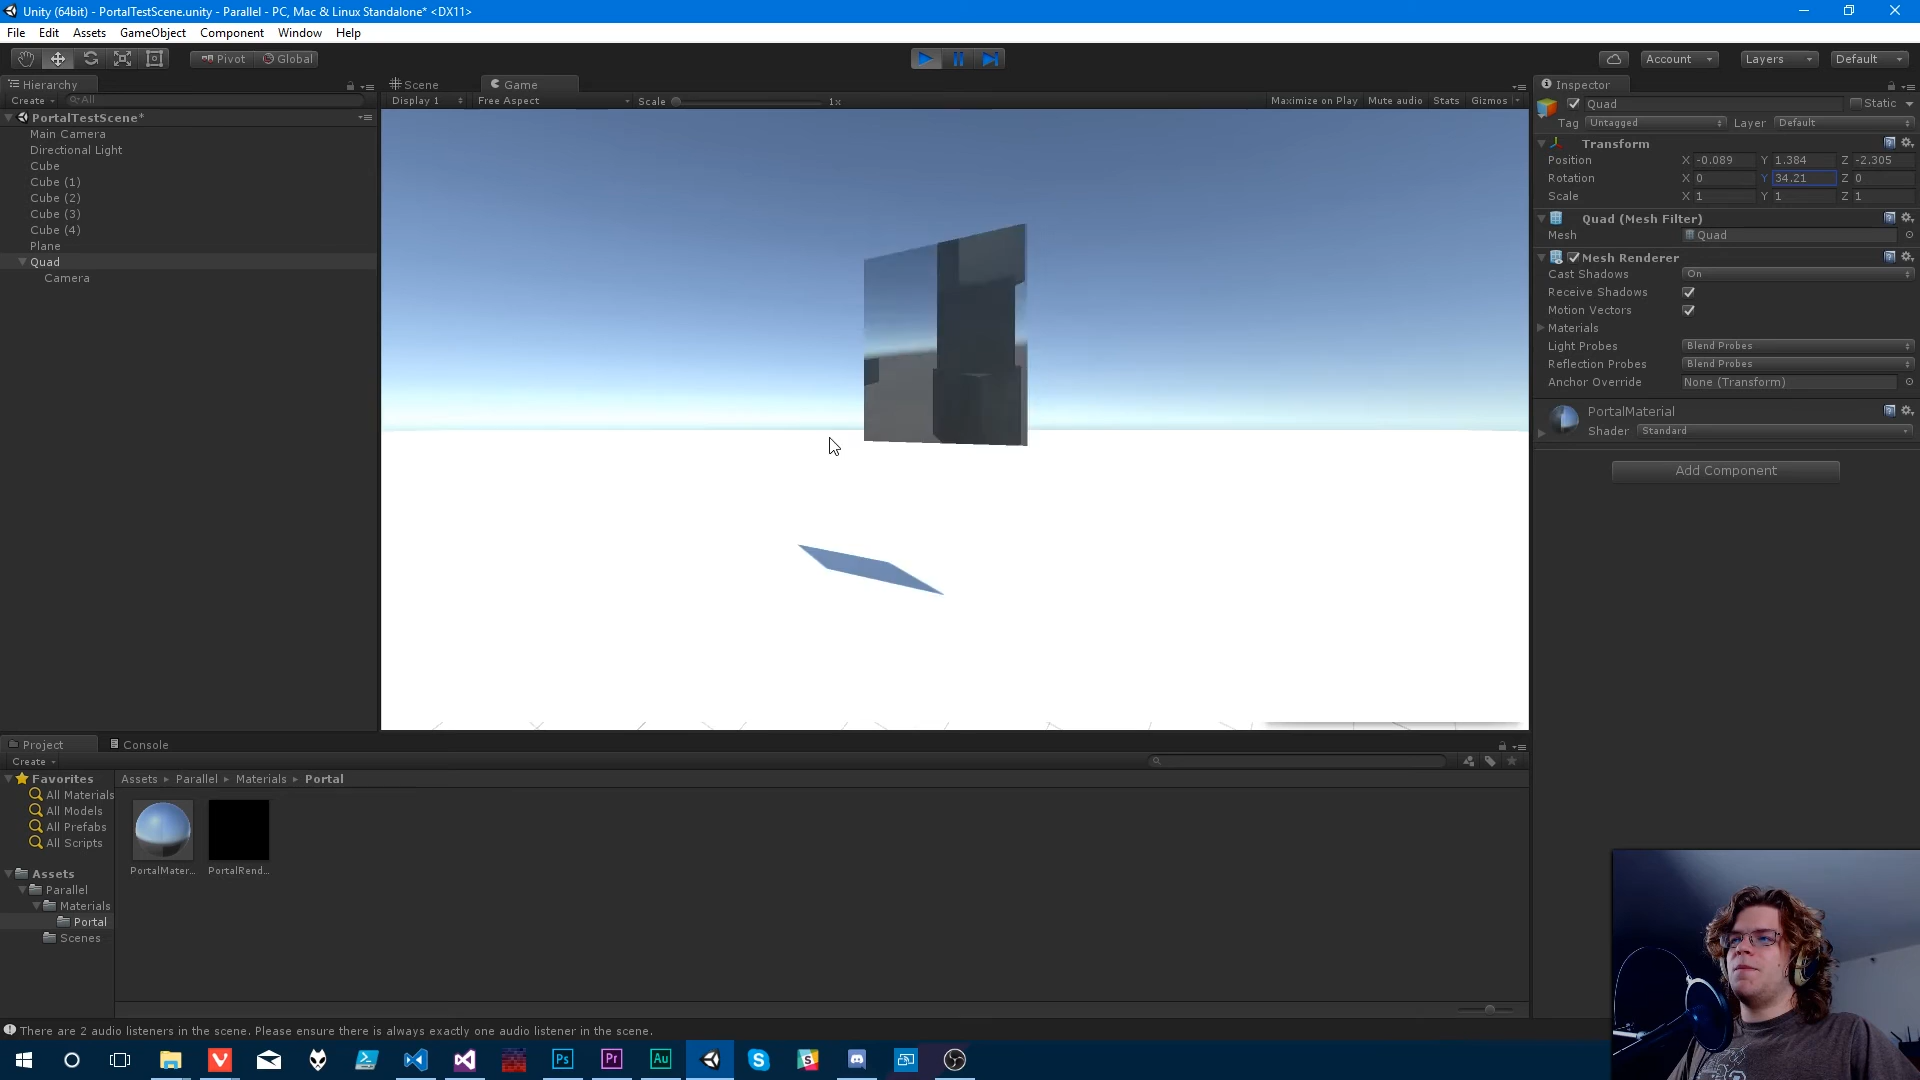 Unity (64bit) - PortalTestScene.unity - Parallel - PC, Mac & Linux Standalone* <DX11>
File Edit Assets GameObject Component Window Help
Pivot Global Account Layers Default
Hierarchy Scene Game Inspector
Create All Display 1 Free Aspect Scale 1x Maximize on Play Mute audio Stats Gizmos Quad Static
Tag Untagged Layer Default
PortalTestScene*
Main Camera
Directional Light
Cube
Cube (1)
Cube (2)
Cube (3)
Cube (4)
Plane
Quad
Camera
Transform
Position X -0.089 Y 1.384 Z -2.305
Rotation X 0 Y 34.21 Z 0
Scale X 1 Y 1 Z 1
Quad (Mesh Filter)
Mesh Quad
Mesh Renderer
Cast Shadows On
Receive Shadows
Motion Vectors
Materials
Light Probes Blend Probes
Reflection Probes Blend Probes
Anchor Override None (Transform)
PortalMaterial
Shader Standard
Add Component
Project Console
Create
Favorites
All Materials
All Models
All Prefabs
All Scripts
Assets
Parallel
Materials
Portal
Scenes
Assets Parallel Materials Portal
PortalMater... PortalRend...
There are 2 audio listeners in the scene. Please ensure there is always exactly one audio listener in the scene.
Ps Pr Au S